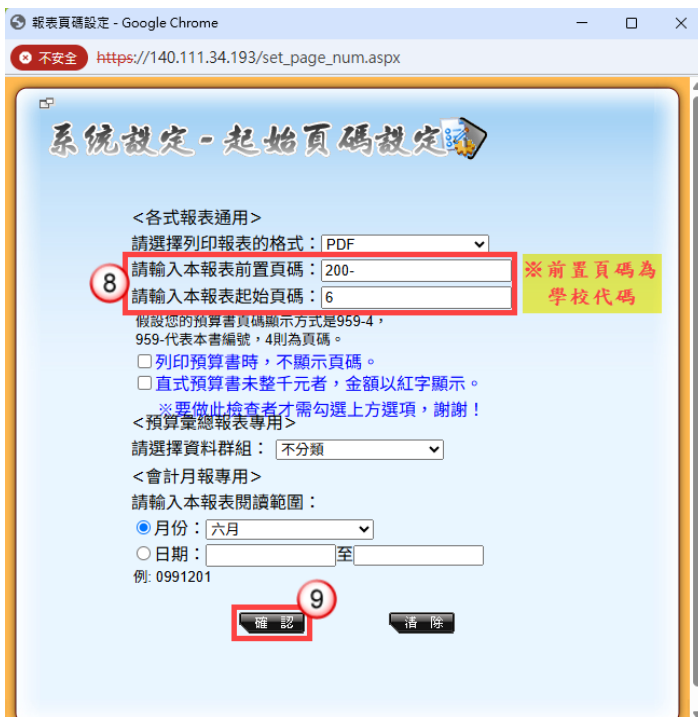 報表頁碼設定 - Google Chrome
不安全 https://140.111.34.193/set_page_num.aspx
系統設定-起始頁碼設定
<各式報表通用>
請選擇列印報表的格式：PDF
請輸入本報表前置頁碼：200-
請輸入本報表起始頁碼：6
8
※前置頁碼為
學校代碼
假設您的預算書頁碼顯示方式是959-4，
959-代表本書編號，4則為頁碼。
列印預算書時，不顯示頁碼。
直式預算書未整千元者，金額以紅字顯示。
※要做此檢查者才需勾選上方選項，謝謝！
<預算彙總報表專用>
請選擇資料群組：不分類
<會計月報專用>
請輸入本報表閱讀範圍：
月份：六月
日期：至
例: 0991201
9
確 認 清 除